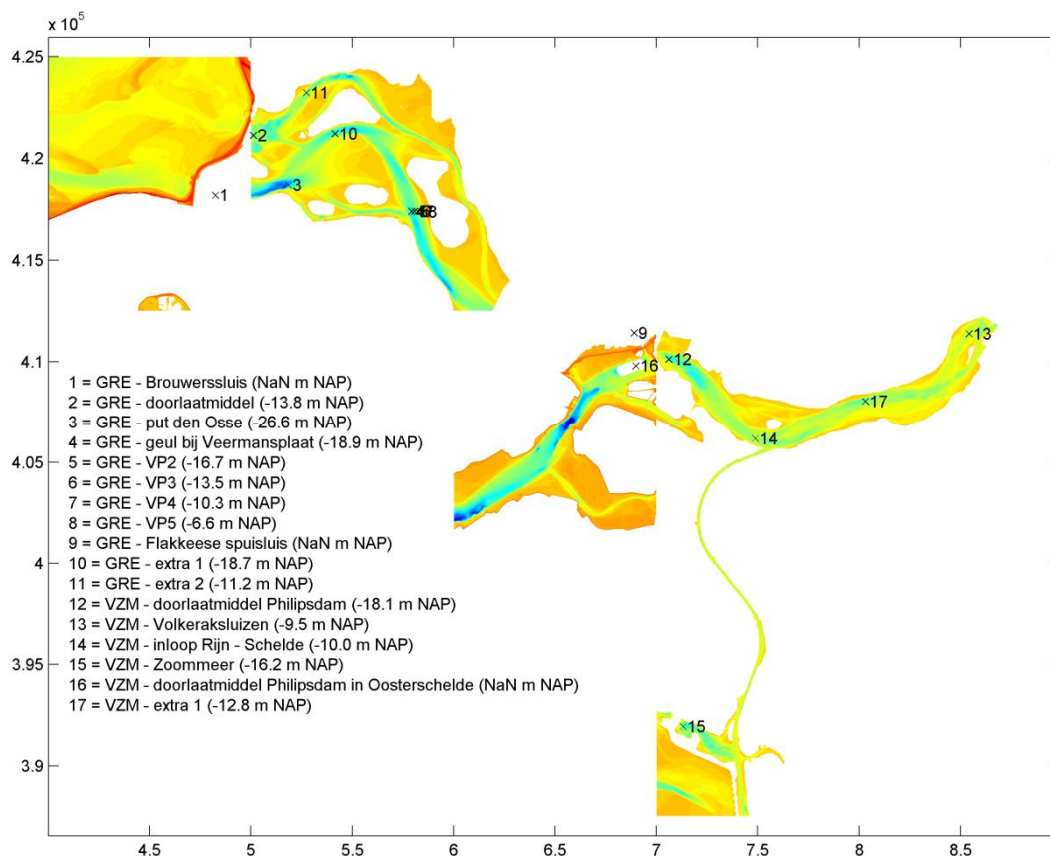 x 10⁵
4.25
11
2
10
4.2
3
1
4.15
9
13
4.1
12
16
1 = GRE - Brouwerssluis (NaN m NAP)
2 = GRE - doorlaatmiddel (-13.8 m NAP)
17
3 = GRE - put den Osse (-26.6 m NAP)
14
4 = GRE - geul bij Veermansplaat (-18.9 m NAP)
4.05
5 = GRE - VP2 (-16.7 m NAP)
6 = GRE - VP3 (-13.5 m NAP)
7 = GRE - VP4 (-10.3 m NAP)
8 = GRE - VP5 (-6.6 m NAP)
9 = GRE - Flakkeese spuisluis (NaN m NAP)
4
10 = GRE - extra 1 (-18.7 m NAP)
11 = GRE - extra 2 (-11.2 m NAP)
12 = VZM - doorlaatmiddel Philipsdam (-18.1 m NAP)
13 = VZM - Volkeraksluizen (-9.5 m NAP)
14 = VZM - inloop Rijn - Schelde (-10.0 m NAP)
3.95
15 = VZM - Zoommeer (-16.2 m NAP)
16 = VZM - doorlaatmiddel Philipsdam in Oosterschelde (NaN m NAP)
17 = VZM - extra 1 (-12.8 m NAP)
15
3.9
4.5 5 5.5 6 6.5 7 7.5 8 8.5